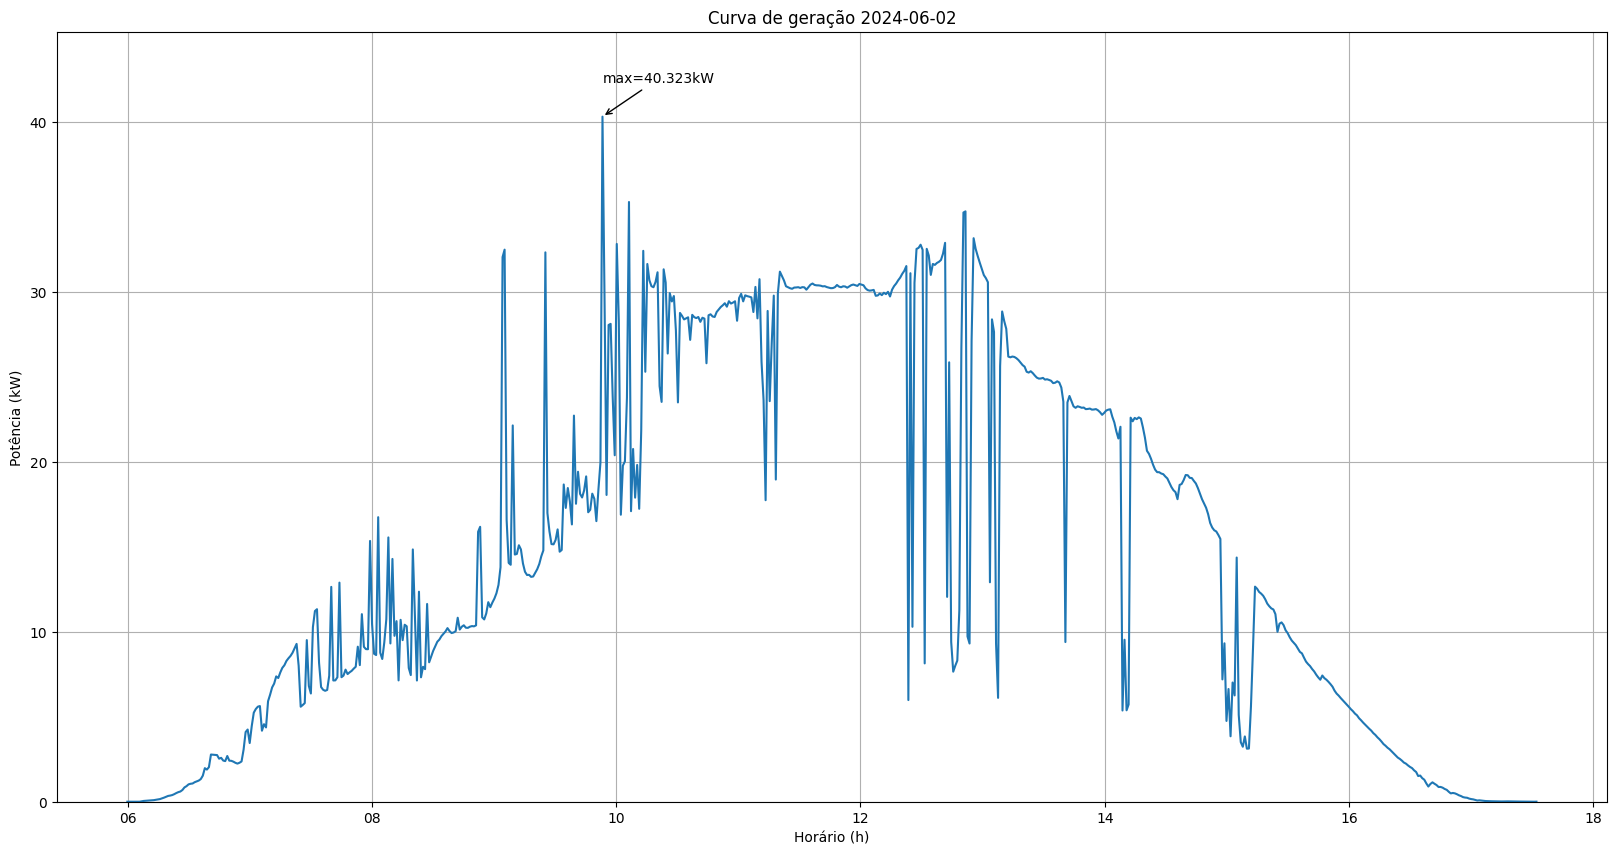 Curva de geração 2024-06-02
max=40.323kW
Potência (kW)
40
30
20
10
0
06 08 10 12 14 16 18
Horário (h)